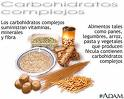 Carbohidratos
complejos
Los carbohidratos complejos
suministran vitaminas,
minerales
y fibra
Alimentos tales
como panes,
legumbres, arroz,
pasta y vegetales
que producen
fécula contienen
carbohidratos
complejos
ADAM.